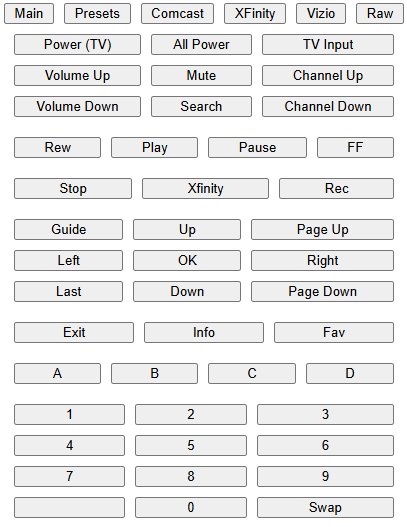 Main Presets Comcast XFinity Vizio Raw
Power (TV) All Power TV Input
Volume Up Mute Channel Up
Volume Down Search Channel Down
Rew Play Pause FF
Stop Xfinity Rec
Guide Up Page Up
Left OK Right
Last Down Page Down
Exit Info Fav
A B C D
1 2 3
4 5 6
7 8 9
0 Swap